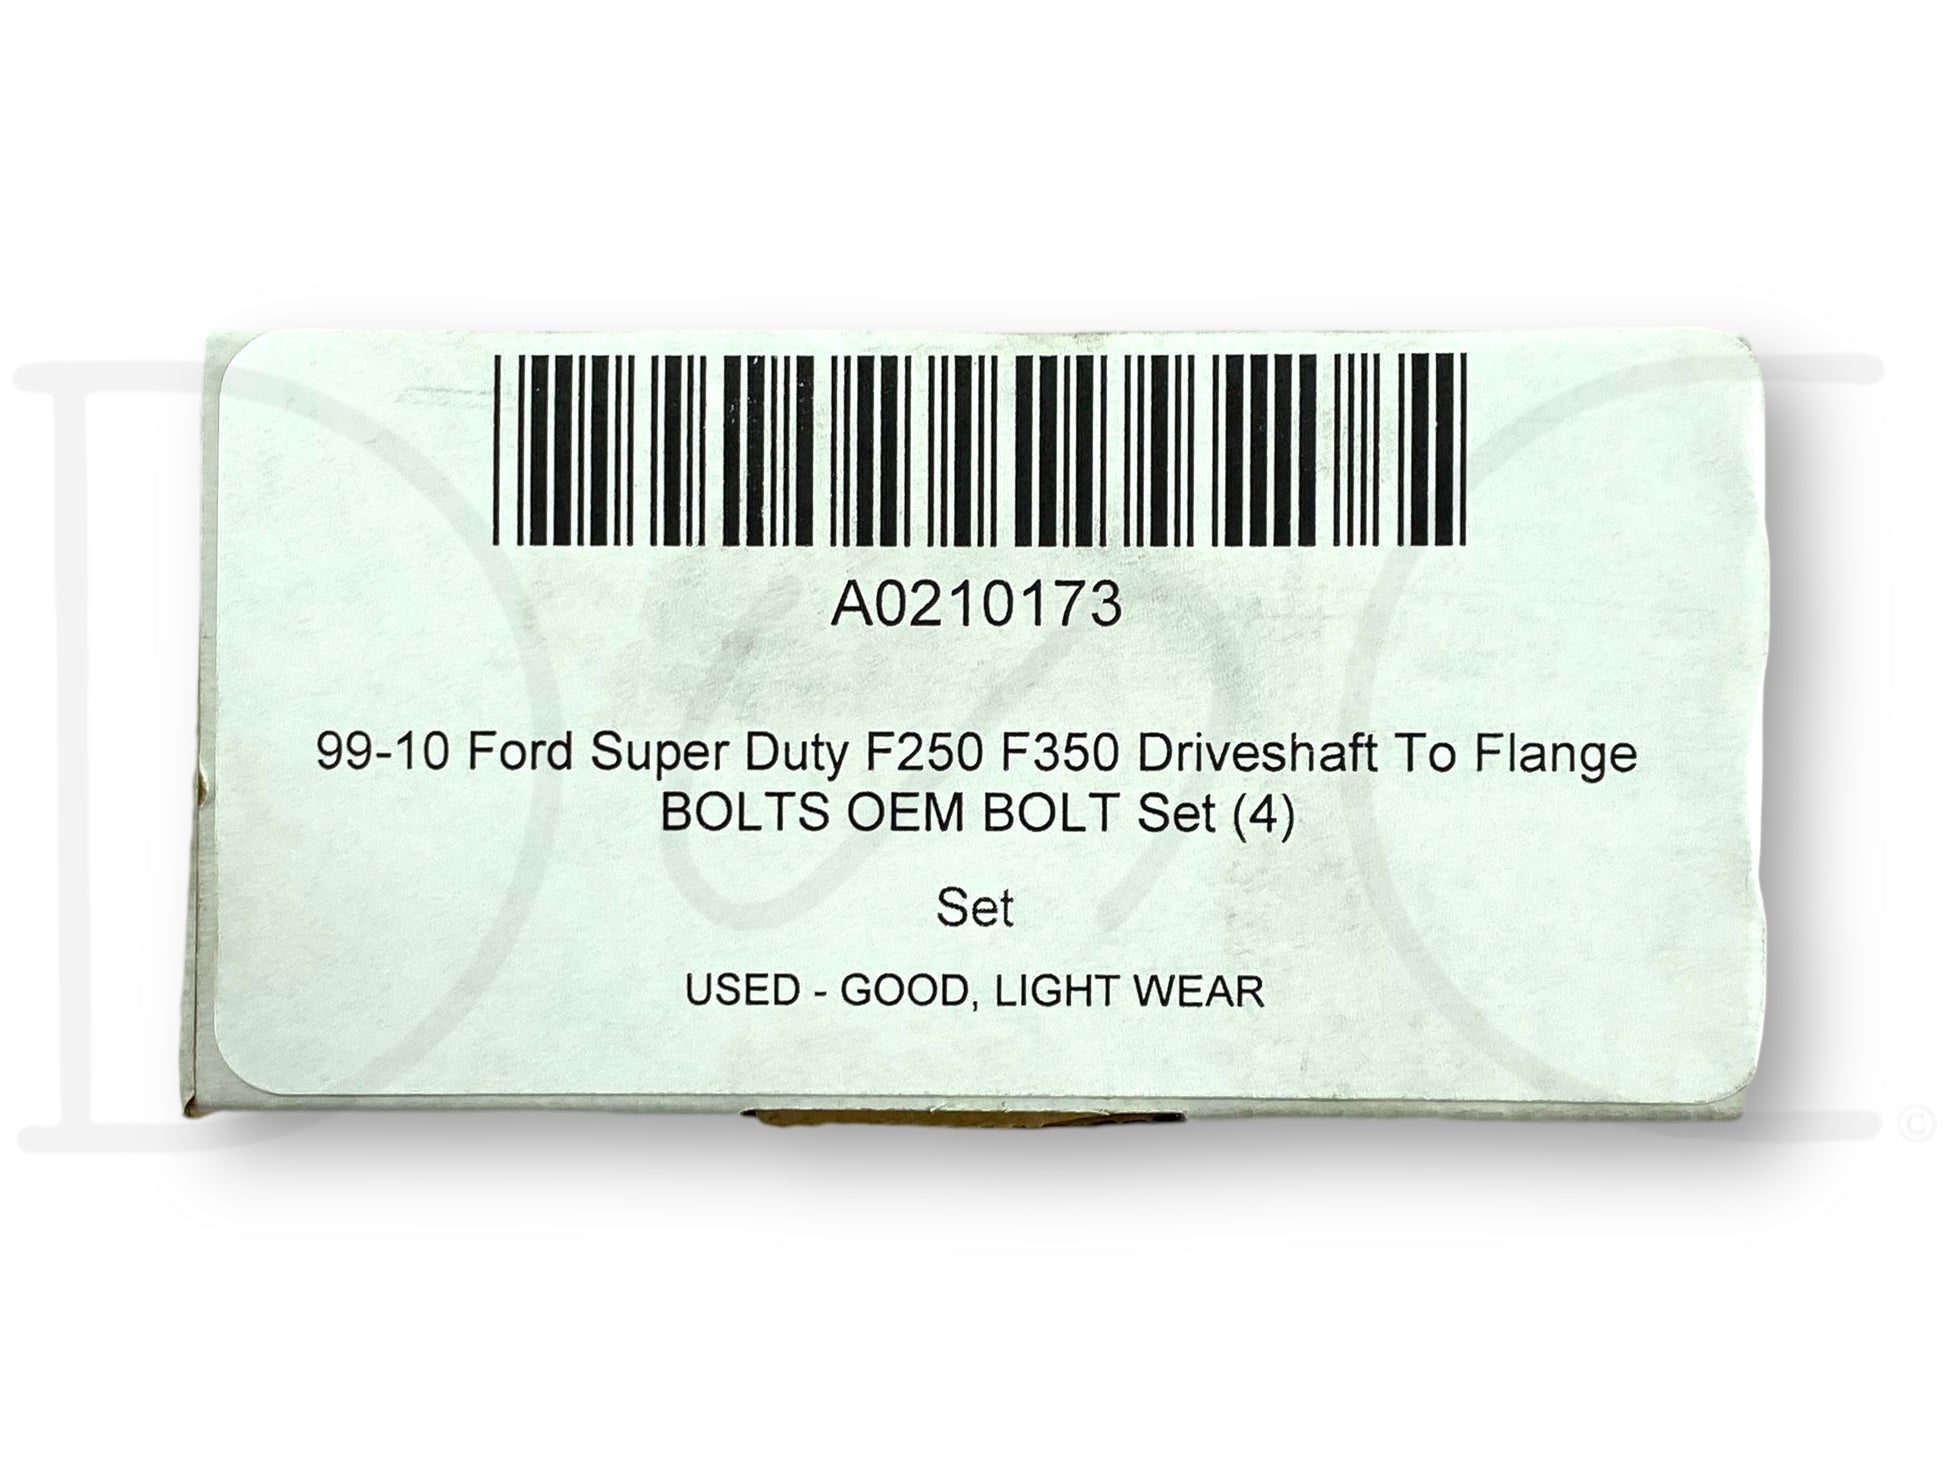 A0210173
99-10 Ford Super Duty F250 F350 Driveshaft To Flange
BOLTS OEM BOLT Set (4)
Set
USED - GOOD, LIGHT WEAR
©